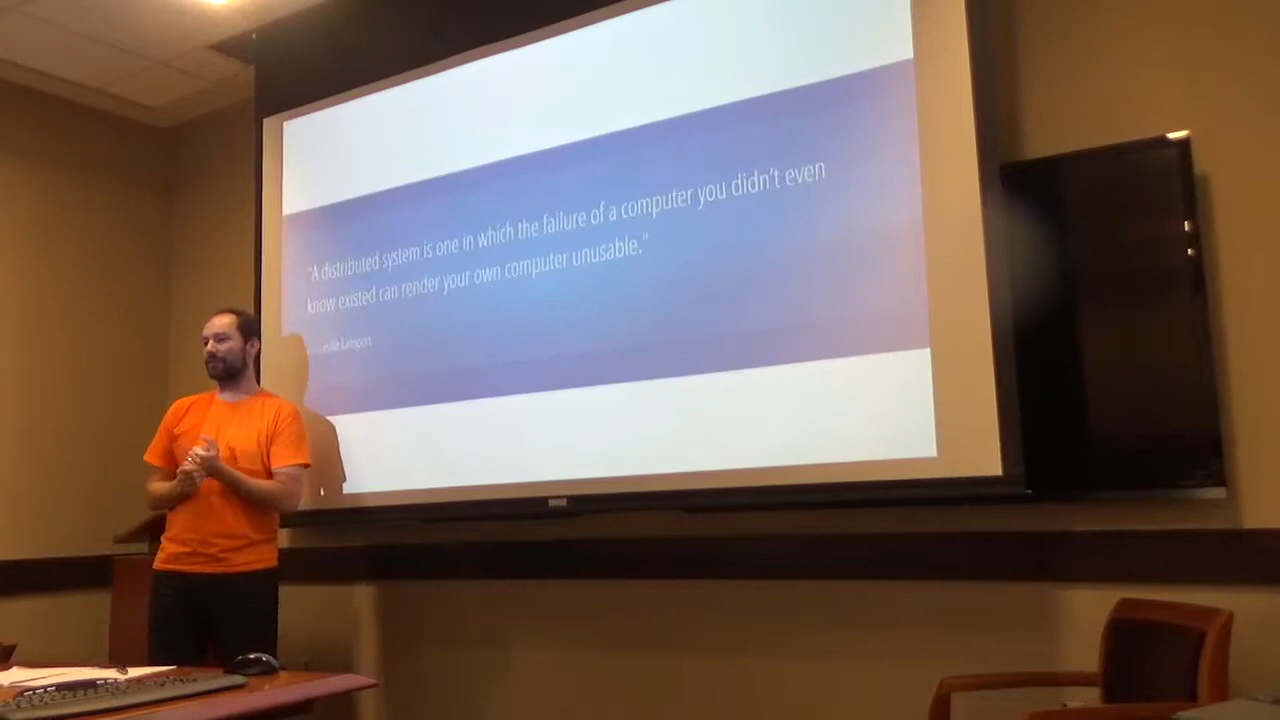 "A distributed system is one in which the failure of a computer you didn't even
know existed can render your own computer unusable."
Lamport